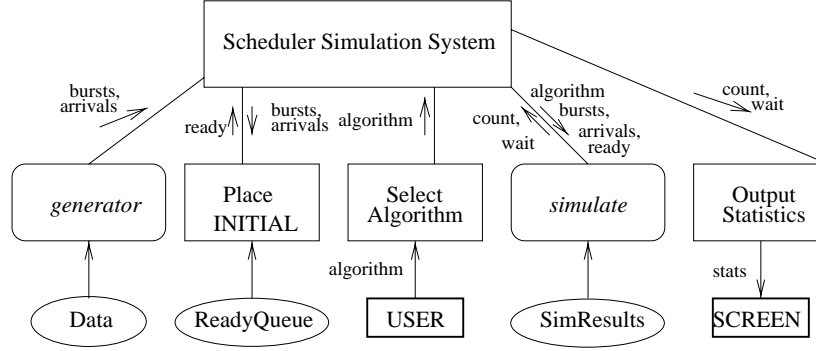 Scheduler Simulation System
bursts,
arrivals
ready
bursts,
arrivals
algorithm
count,
wait
algorithm
bursts,
arrivals,
ready
count,
wait
generator
Place
INITIAL
Select
Algorithm
simulate
Output
Statistics
algorithm
stats
Data
ReadyQueue
USER
SimResults
SCREEN